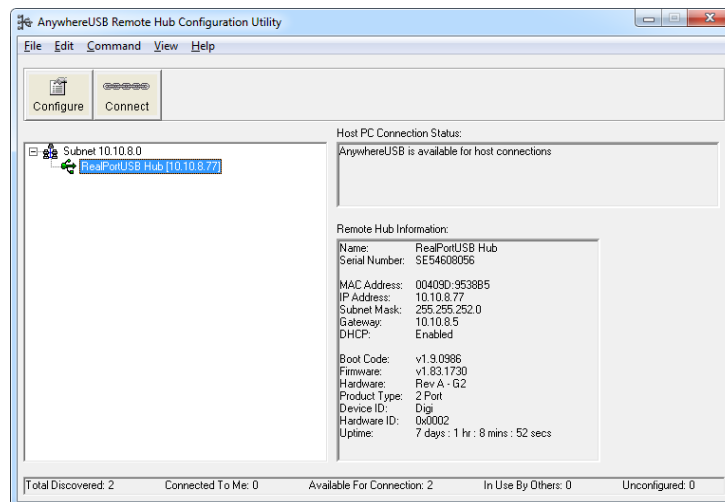 AnywhereUSB Remote Hub Configuration Utility
File Edit Command View Help
Configure Connect
Subnet 10.10.8.0
RealPortUSB Hub [10.10.8.77]
Host PC Connection Status:
AnywhereUSB is available for host connections
Remote Hub Information:
Name: RealPortUSB Hub
Serial Number: SE54608056
MAC Address: 00409D:9538B5
IP Address: 10.10.8.77
Subnet Mask: 255.255.252.0
Gateway: 10.10.8.5
DHCP: Enabled
Boot Code: v1.9.0986
Firmware: v1.83.1730
Hardware: Rev A - G2
Product Type: 2 Port
Device ID: Digi
Hardware ID: 0x0002
Uptime: 7 days : 1 hr : 8 mins : 52 secs
Total Discovered: 2 Connected To Me: 0 Available For Connection: 2 In Use By Others: 0 Unconfigured: 0